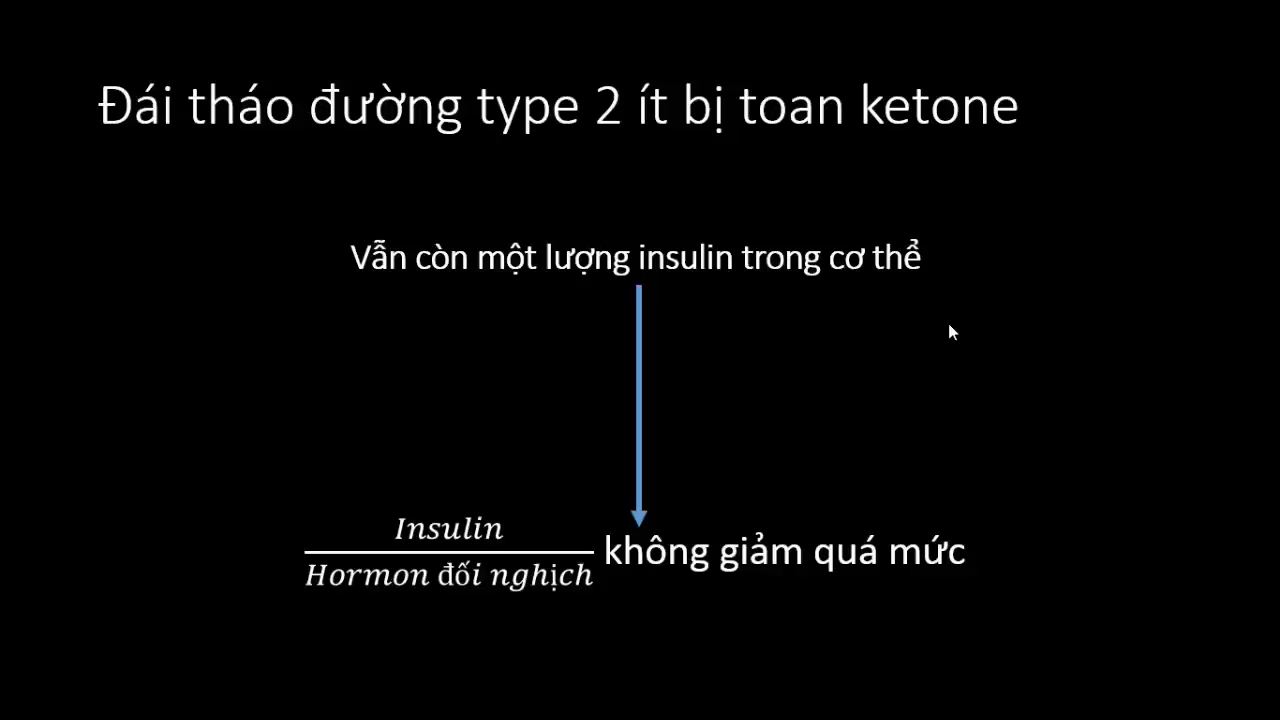 Đái tháo đường type 2 ít bị toan ketone
Vẫn còn một lượng insulin trong cơ thể
Insulin
Hormon đối nghịch
không giảm quá mức